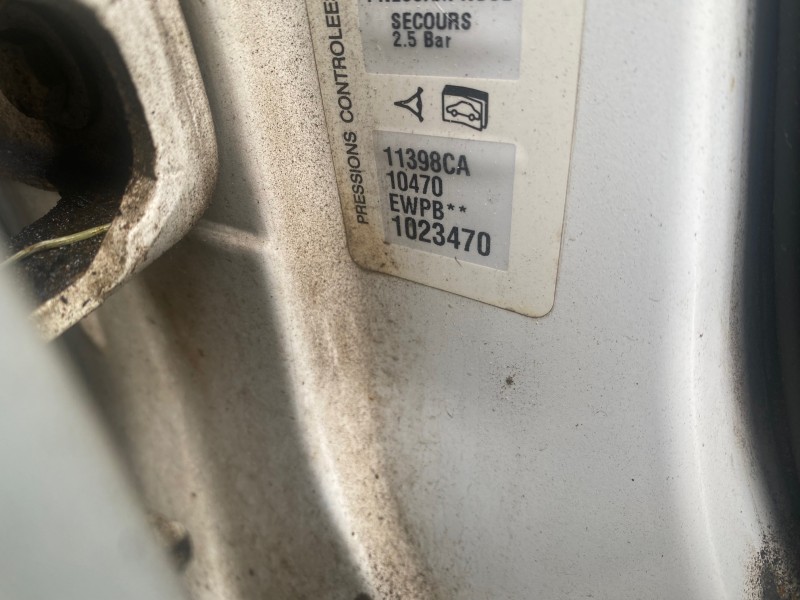 SECOURS
2.5 Bar
PRESSIONS CONTROLEES
11398CA
10470
EWPB**
1023470